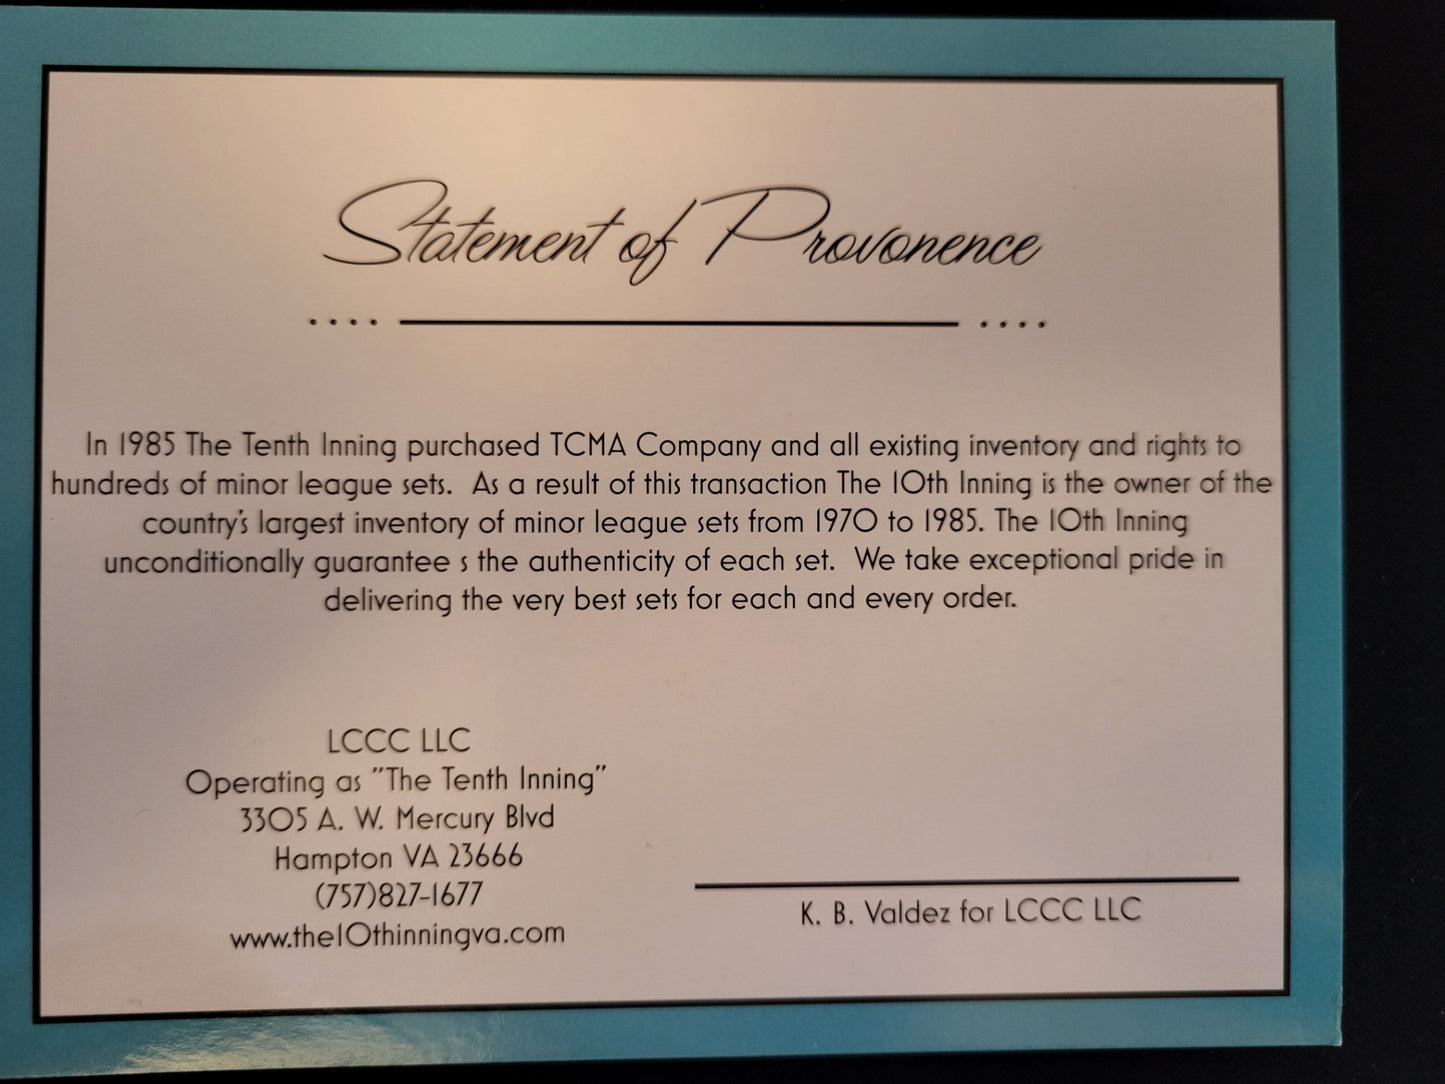 Statement of Provonence
In 1985 The Tenth Inning purchased TCMA Company and all existing inventory and rights to
hundreds of minor league sets. As a result of this transaction The 10th Inning is the owner of the
country's largest inventory of minor league sets from 1970 to 1985. The 10th Inning
unconditionally guarantee s the authenticity of each set. We take exceptional pride in
delivering the very best sets for each and every order.
LCCC LLC
Operating as "The Tenth Inning"
3305 A. W. Mercury Blvd
Hampton VA 23666
(757)827-1677
www.the10thinningva.com
K. B. Valdez for LCCC LLC